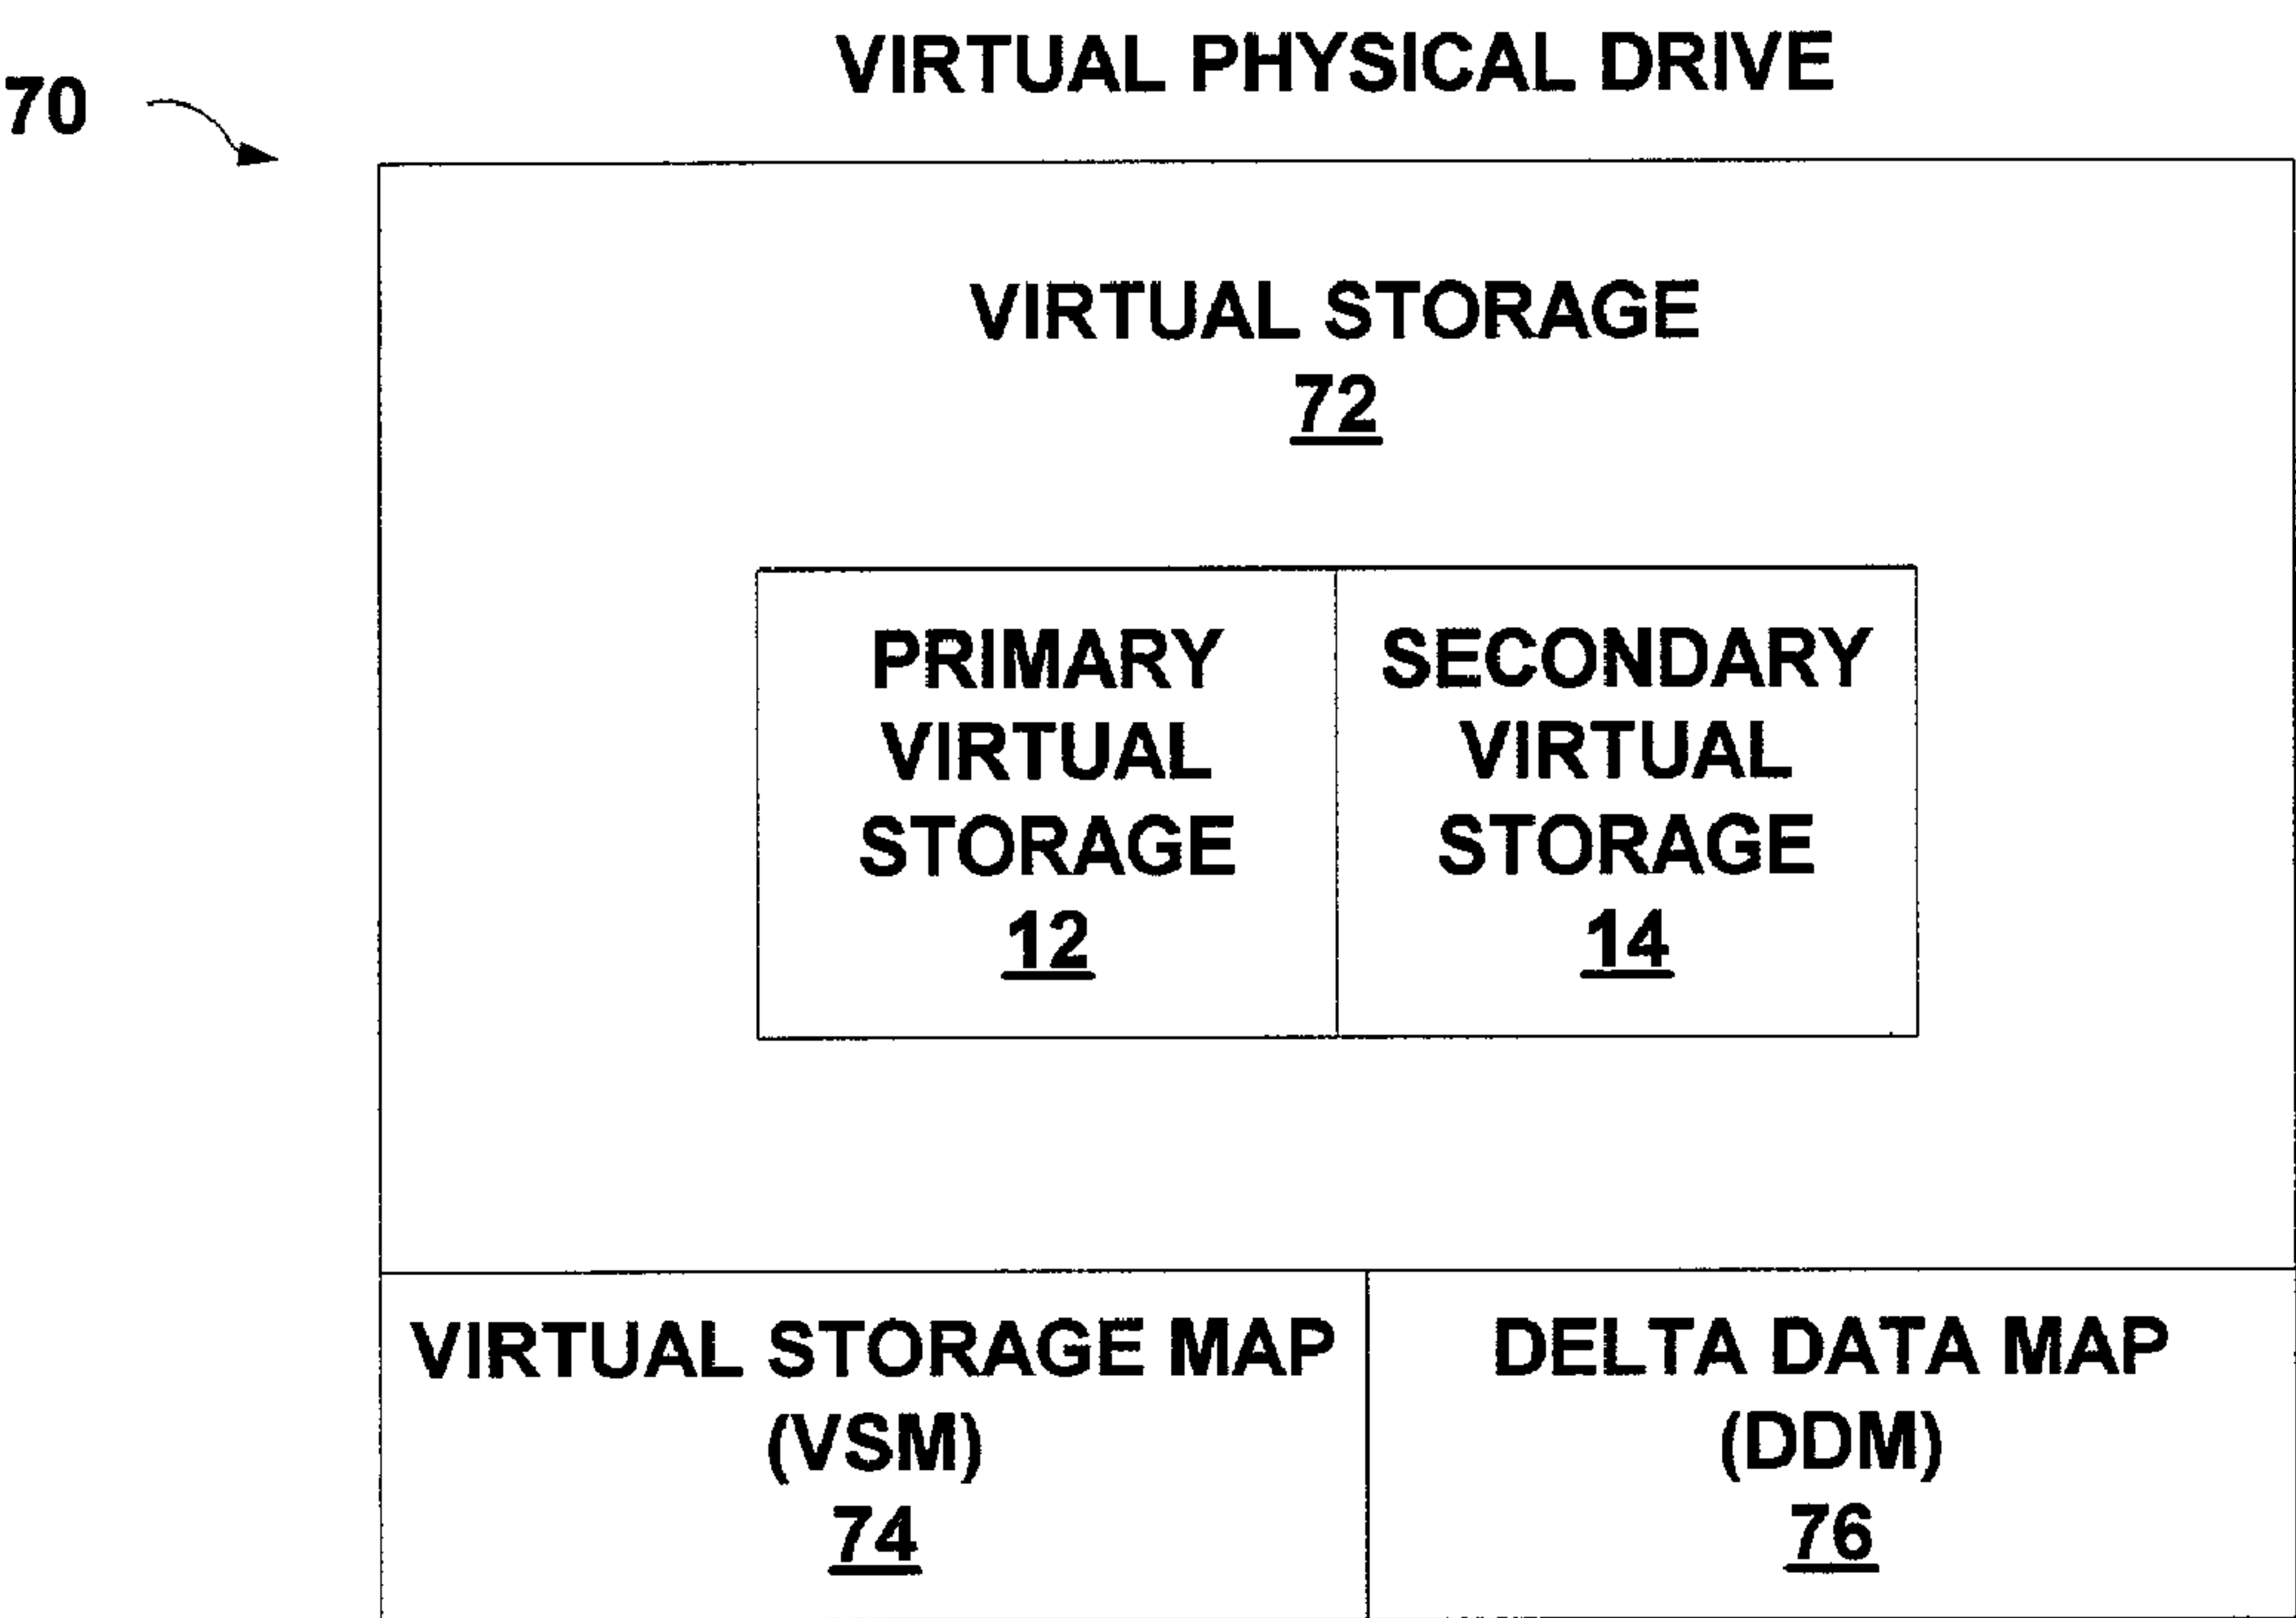 VIRTUAL PHYSICAL DRIVE
70
VIRTUAL STORAGE
72
PRIMARY
VIRTUAL
STORAGE
12
SECONDARY
VIRTUAL
STORAGE
14
VIRTUAL STORAGE MAP
(VSM)
74
DELTA DATA MAP
(DDM)
76